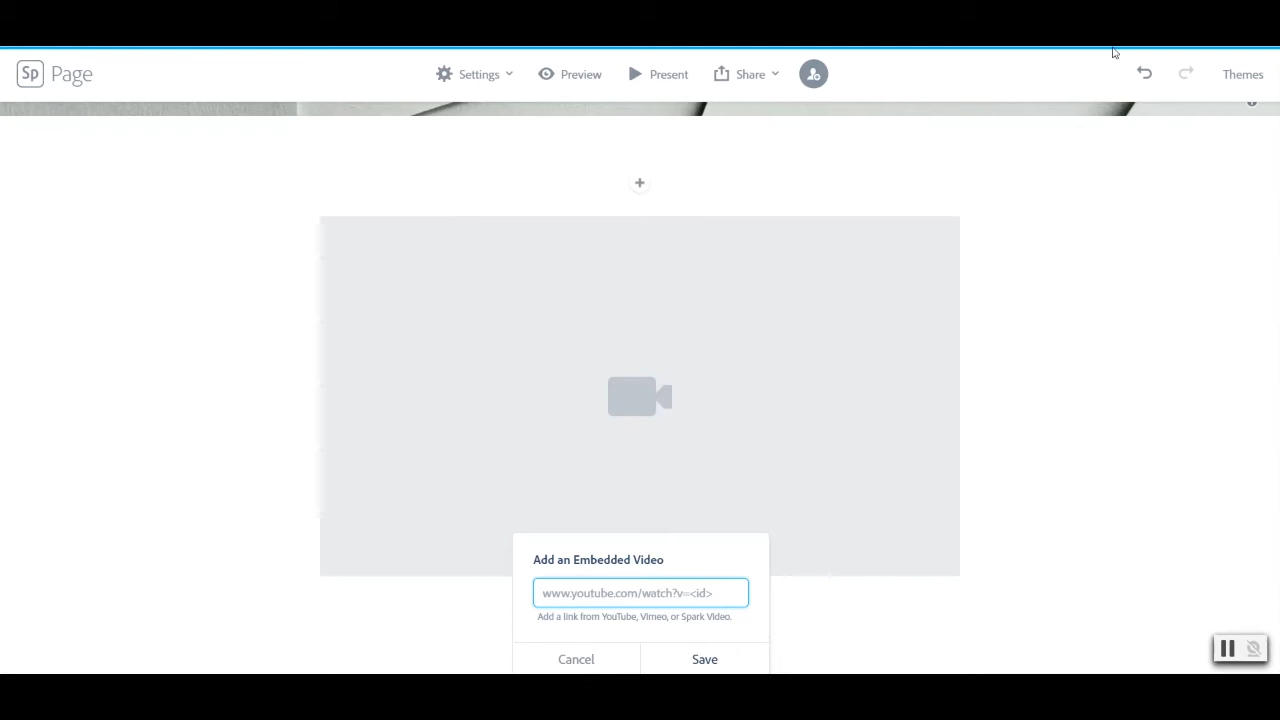 Sp Page Settings Preview Present Share Themes
Add an Embedded Video
www.youtube.com/watch?v=<id>
Add a link from YouTube, Vimeo, or Spark Video.
Cancel Save